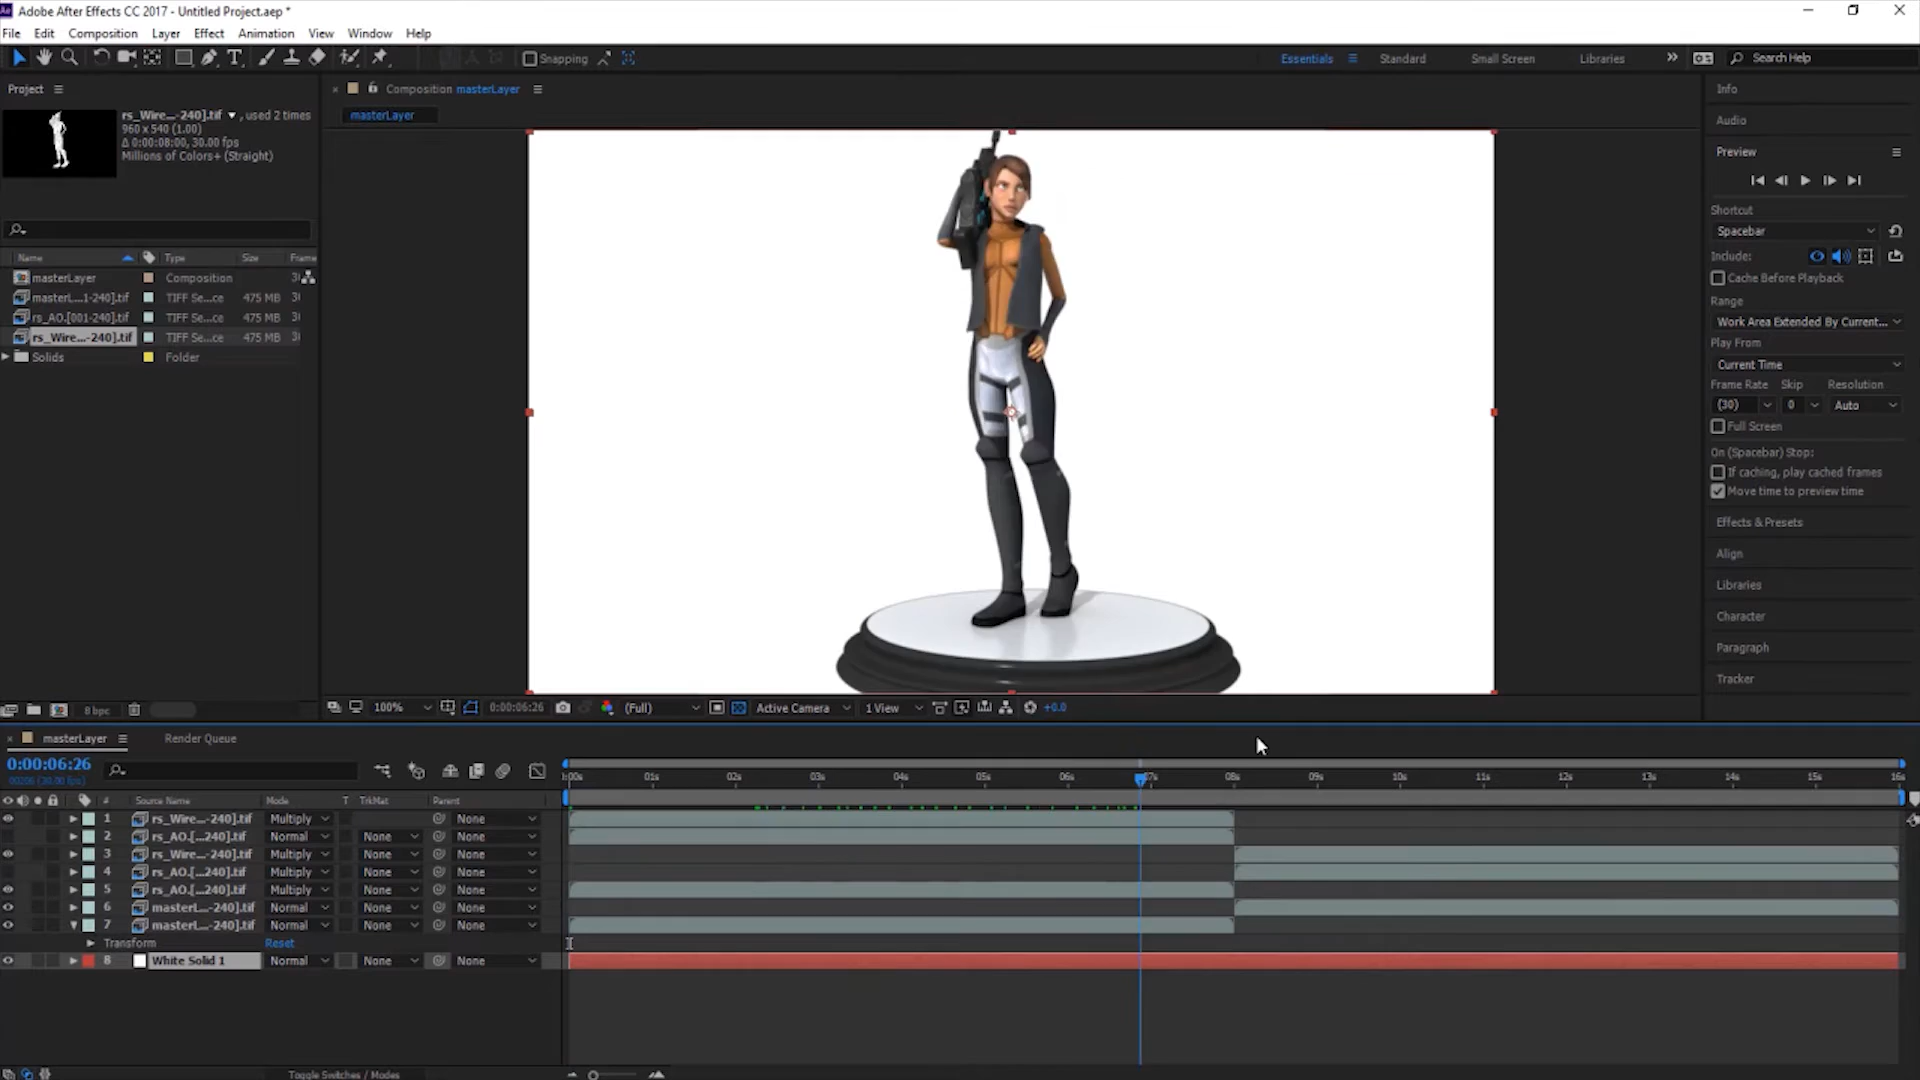 Adobe After Effects CC 2017 - Untitled Project.aep *
File Edit Composition Layer Effect Animation View Window Help
Snapping
Essentials Standard Small Screen Libraries Search Help
Project
rs_Wire...-240].tif , used 2 times
960 x 540 (1.00)
Δ 0:00:08:00, 30.00 fps
Millions of Colors+ (Straight)
Name Type Size Frame
masterLayer Composition
masterL...1-240].tif TIFF Se...ce 475 MB
rs_AO.[001-240].tif TIFF Se...ce 475 MB
rs_Wire...-240].tif TIFF Se...ce 475 MB
Solids Folder
8 bpc
Composition masterLayer
masterLayer
100% 0:00:06:26 (Full) Active Camera 1 View +0.0
Info
Audio
Preview
Shortcut
Spacebar
Include:
Cache Before Playback
Range
Work Area Extended By Current...
Play From
Current Time
Frame Rate Skip Resolution
(30) 0 Auto
Full Screen
On (Spacebar) Stop:
If caching, play cached frames
Move time to preview time
Effects & Presets
Align
Libraries
Character
Paragraph
Tracker
masterLayer Render Queue
0:00:06:26
00206 (30.00 fps)
:00s 01s 02s 03s 04s 05s 06s 07s 08s 09s 10s 11s 12s 13s 14s 15s 16s
# Source Name Mode T TrkMat Parent
1 rs_Wire...-240].tif Multiply None
2 rs_AO.[...240].tif Normal None None
3 rs_Wire...-240].tif Multiply None None
4 rs_AO.[...240].tif Multiply None None
5 rs_AO.[...240].tif Multiply None None
6 masterL...-240].tif Normal None None
7 masterL...-240].tif Normal None None
Transform Reset
8 White Solid 1 Normal None None
Toggle Switches / Modes